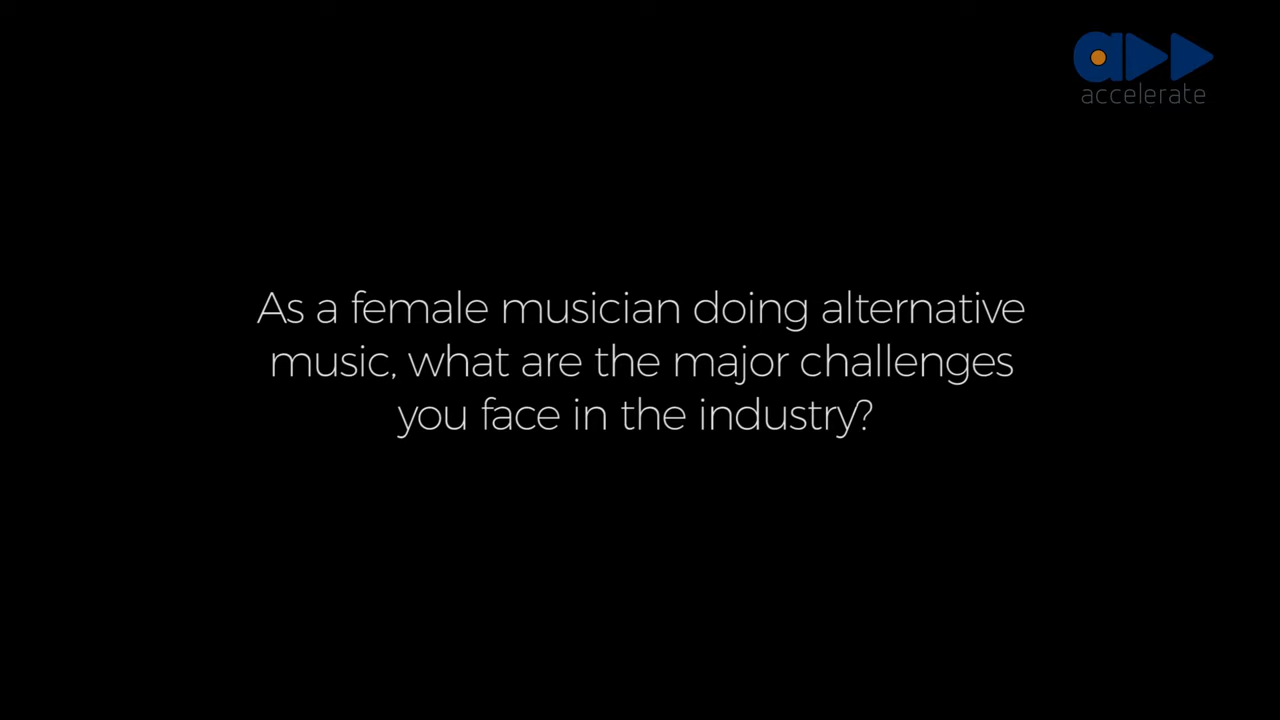 accelerate
As a female musician doing alternative
music, what are the major challenges
you face in the industry?